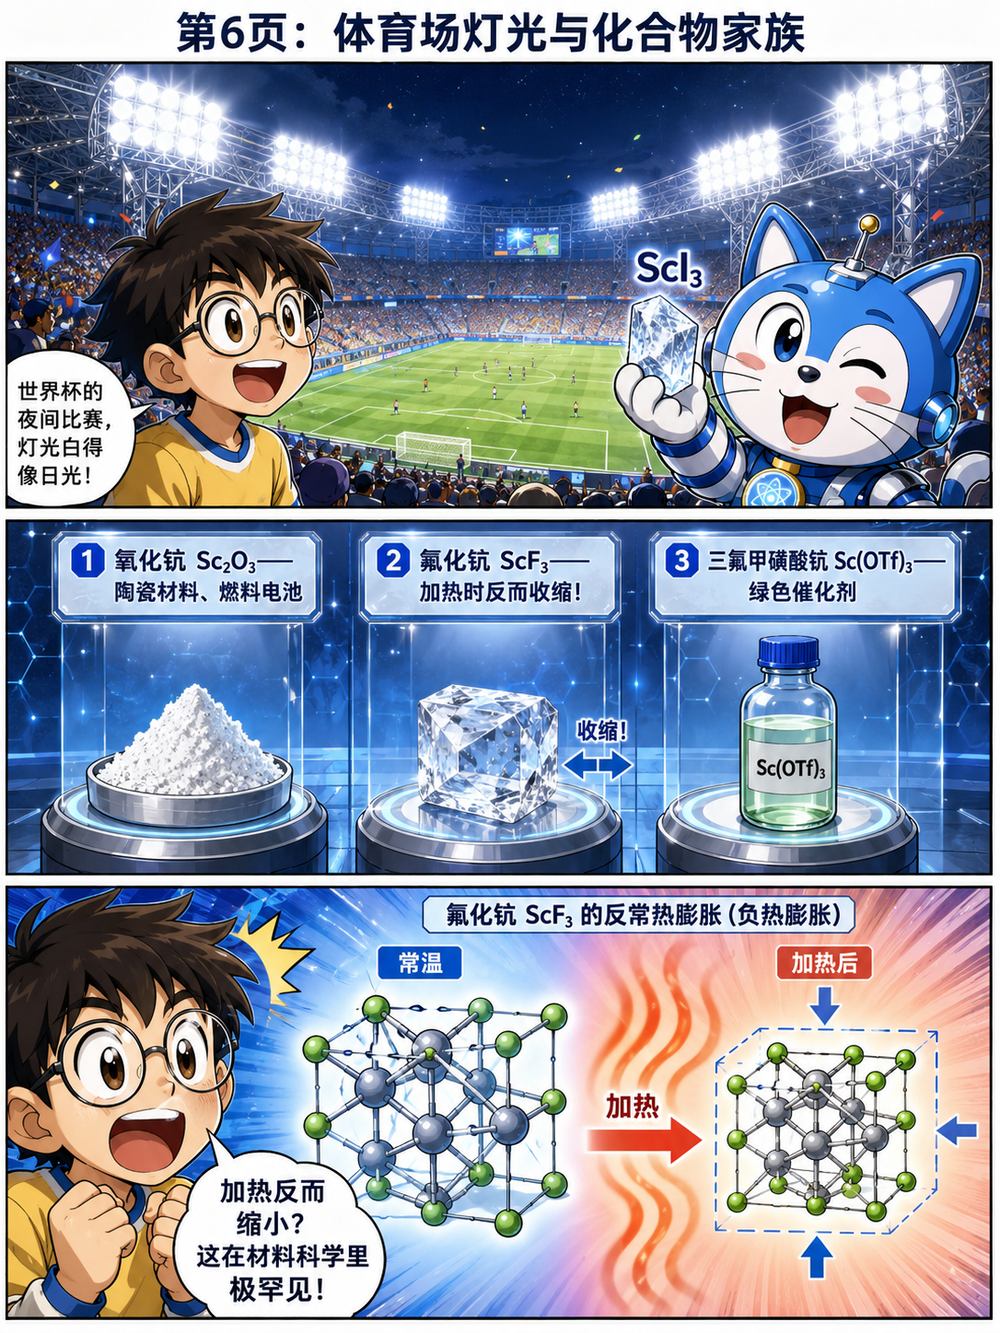 第6页：体育场灯光与化合物家族
ScI₃
世界杯的
夜间比赛，
灯光白得
像日光！
1 氧化钪 Sc₂O₃——
陶瓷材料、燃料电池
2 氟化钪 ScF₃——
加热时反而收缩！
3 三氟甲磺酸钪 Sc(OTf)₃——
绿色催化剂
收缩！
Sc(OTf)₃
氟化钪 ScF₃ 的反常热膨胀（负热膨胀）
常温
加热后
加热
加热反而
缩小？
这在材料科学里
极罕见！